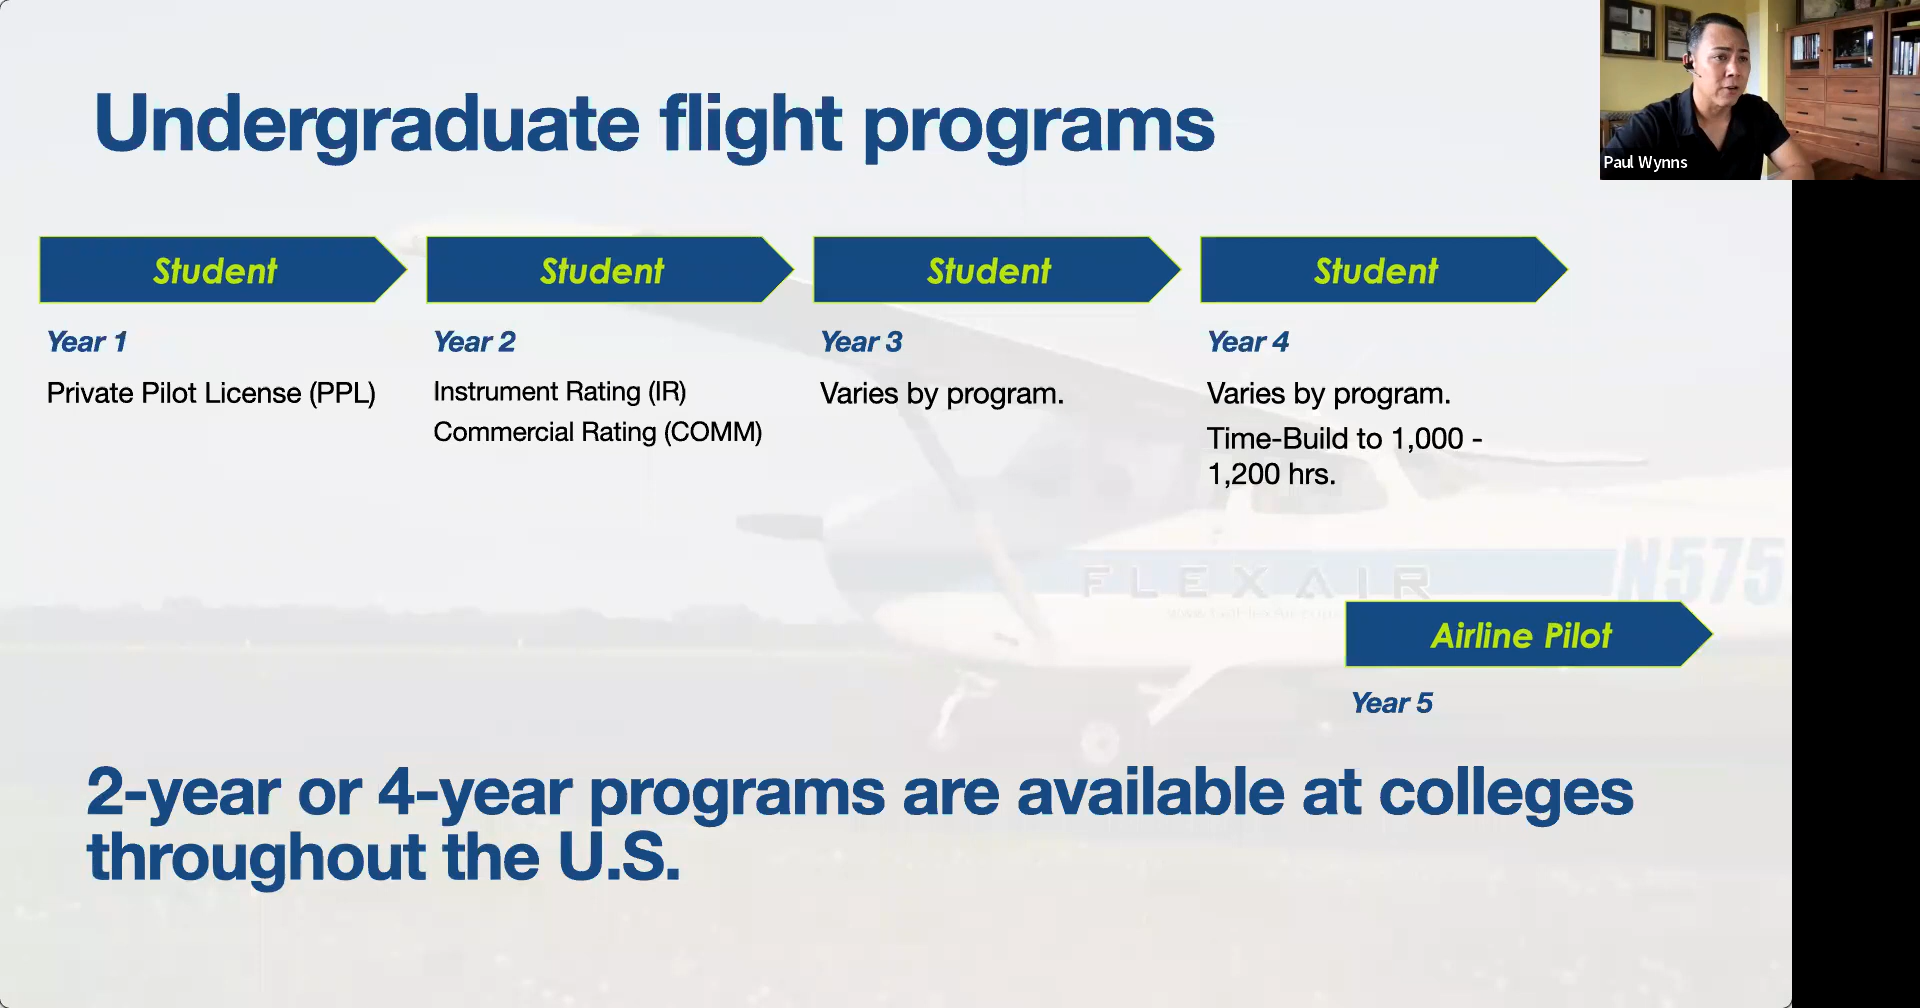 Undergraduate flight programs
Paul Wynns
Student
Student
Student
Student
Year 1
Year 2
Year 3
Year 4
Private Pilot License (PPL)
Instrument Rating (IR)
Commercial Rating (COMM)
Varies by program.
Varies by program.
Time-Build to 1,000 -
1,200 hrs.
FLEXAIR
N575
Airline Pilot
Year 5
2-year or 4-year programs are available at colleges
throughout the U.S.